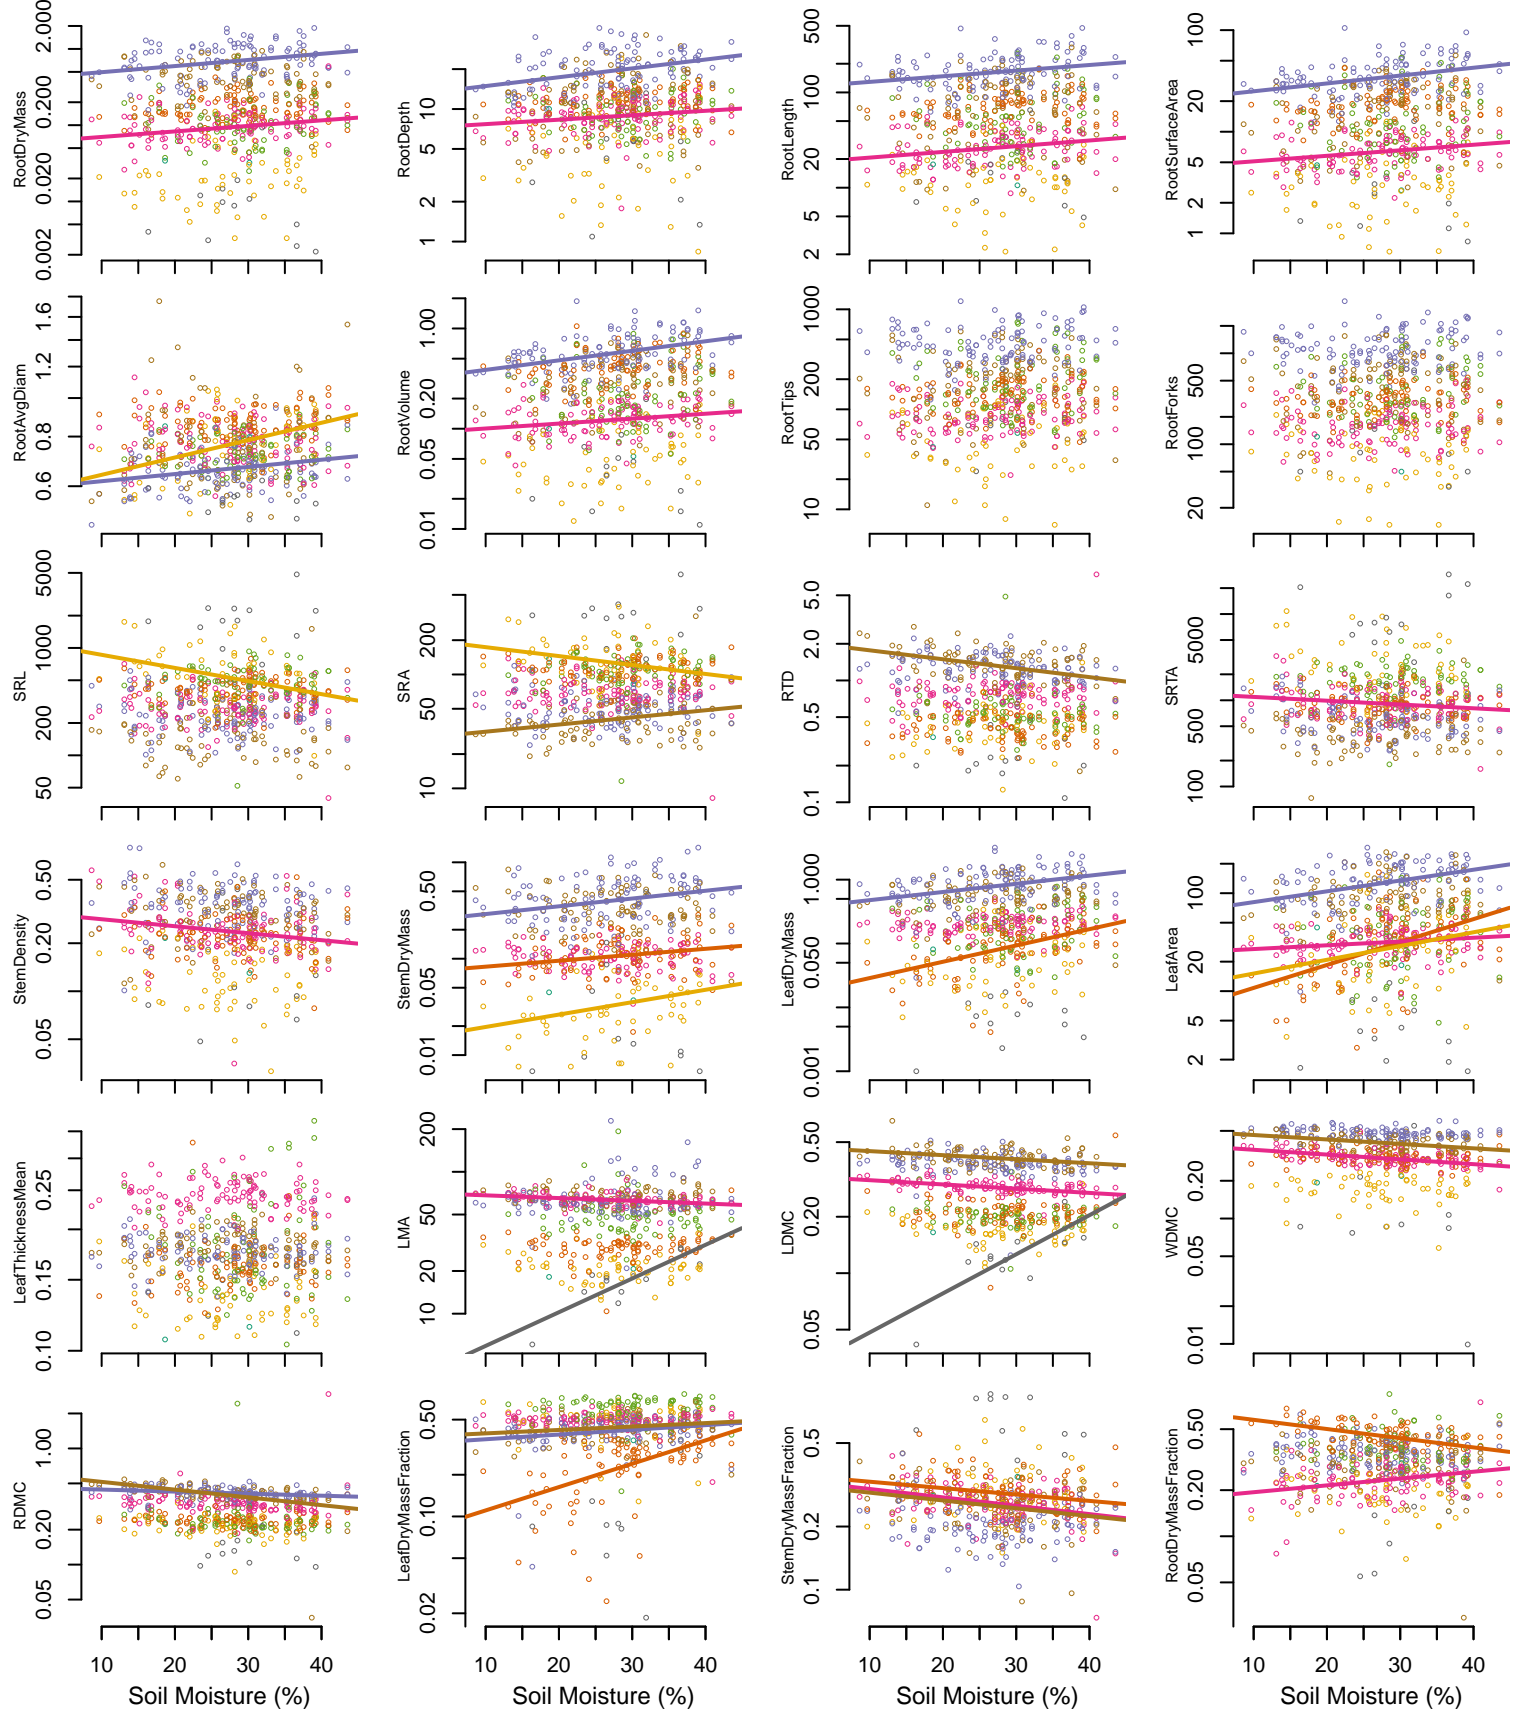 RootDryMass
0.002 0.020 0.200 2.000
RootDepth
1 2 5 10
RootLength
2 5 20 100 500
RootSurfaceArea
1 2 5 20 100
RootAvgDiam
0.6 0.8 1.2 1.6
RootVolume
0.01 0.05 0.20 1.00
RootTips
10 50 200 1000
RootForks
20 100 500
SRL
50 200 1000 5000
SRA
10 50 200
RTD
0.1 0.5 2.0 5.0
SRTA
100 500 5000
StemDensity
0.05 0.20 0.50
StemDryMass
0.01 0.05 0.50
LeafDryMass
0.001 0.050 1.000
LeafArea
2 5 20 100
LeafThicknessMean
0.10 0.15 0.25
LMA
10 20 50 200
LDMC
0.05 0.20 0.50
WDMC
0.01 0.05 0.20
RDMC
0.05 0.20 1.00
LeafDryMassFraction
0.02 0.10 0.50
StemDryMassFraction
0.1 0.2 0.5
RootDryMassFraction
0.05 0.20 0.50
10 20 30 40
10 20 30 40
10 20 30 40
10 20 30 40
Soil Moisture (%)
Soil Moisture (%)
Soil Moisture (%)
Soil Moisture (%)